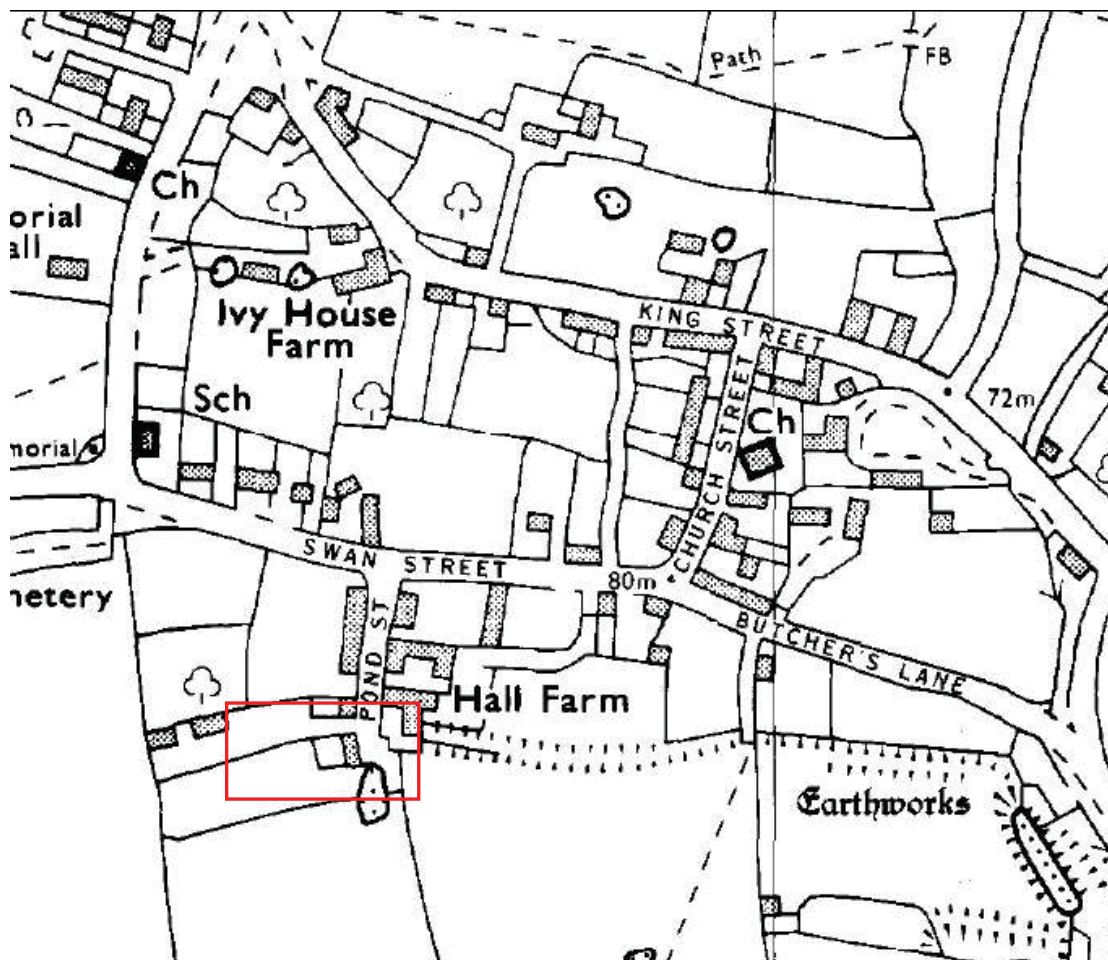 Path
FB
Ch
orial
all
Ivy House
Farm
KING STREET
72m
Sch
Ch
CHURCH STREET
morial
SWAN STREET
80m
netery
POND ST
BUTCHER'S LANE
Hall Farm
Earthworks